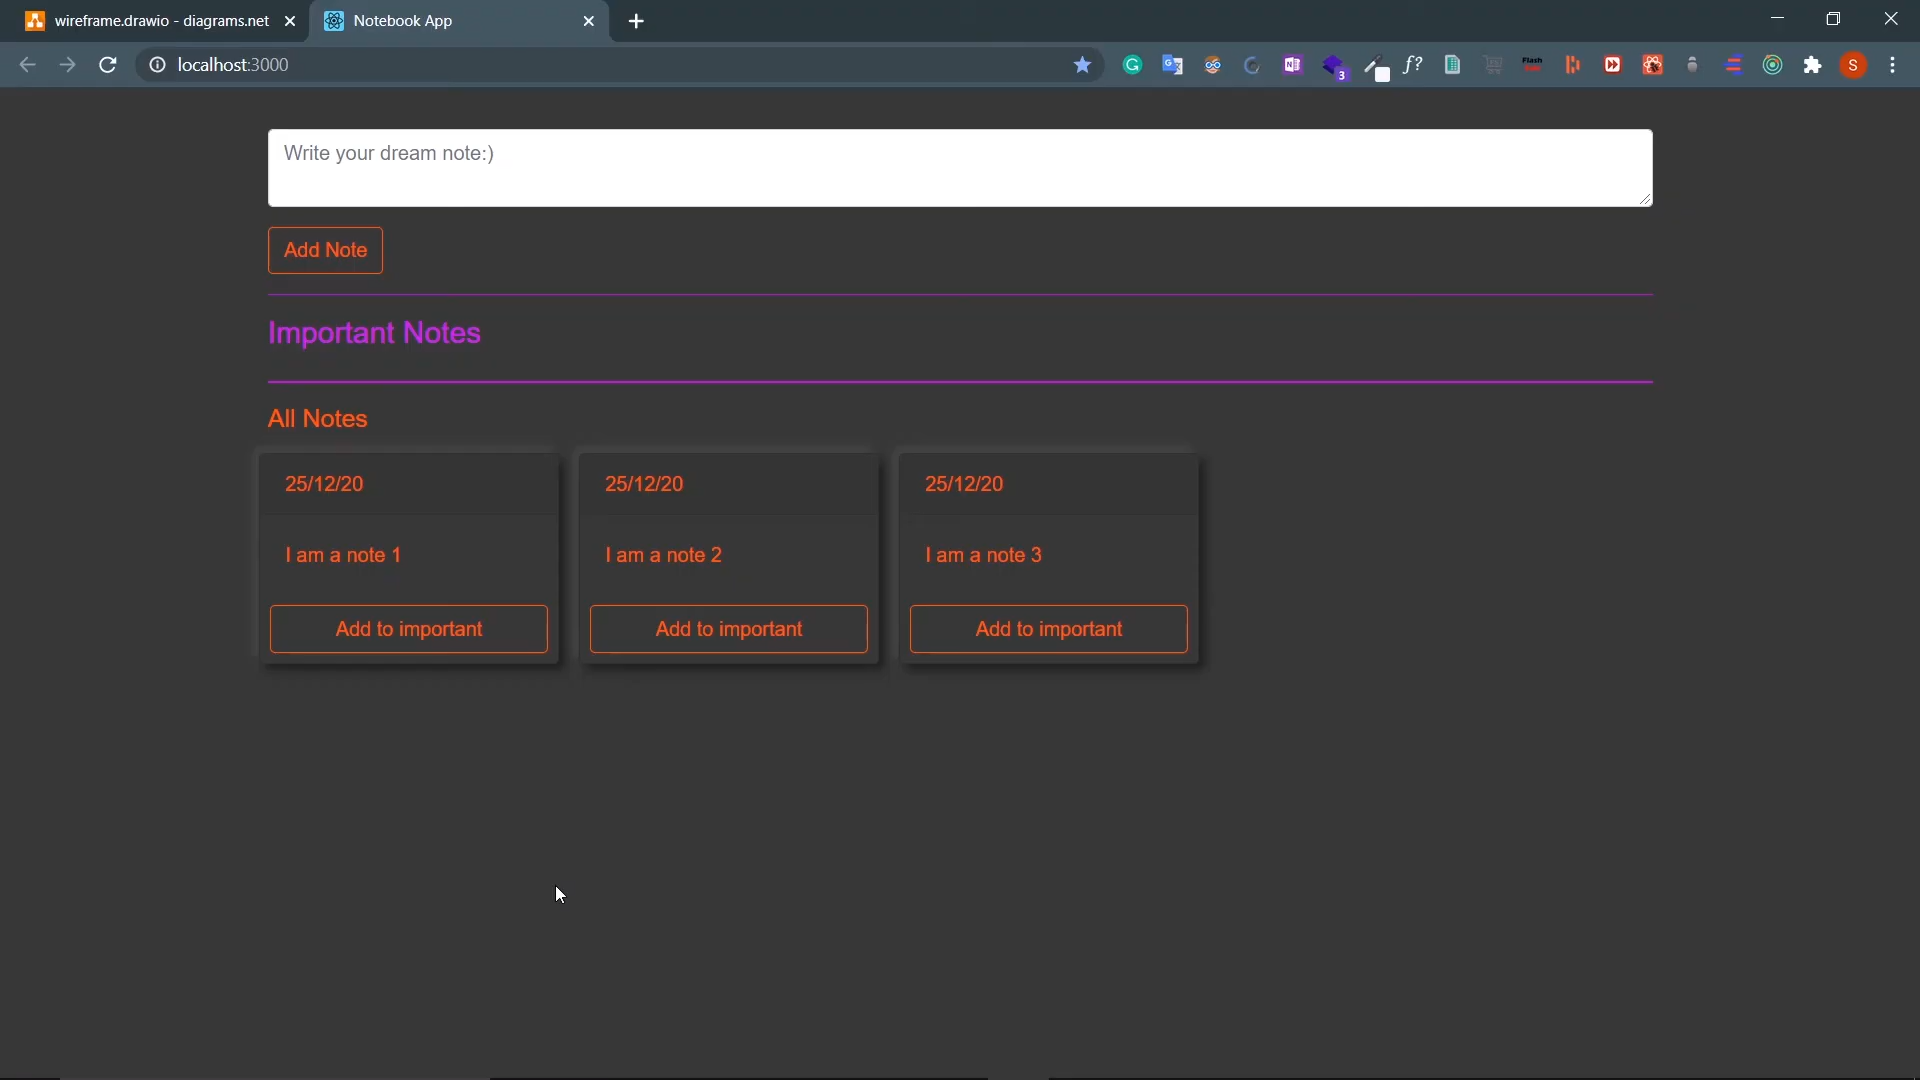 wireframe.drawio - diagrams.net
Notebook App
localhost:3000
3
f?
Flash
S
Write your dream note:)
Add Note
Important Notes
All Notes
25/12/20
25/12/20
25/12/20
I am a note 1
I am a note 2
I am a note 3
Add to important
Add to important
Add to important